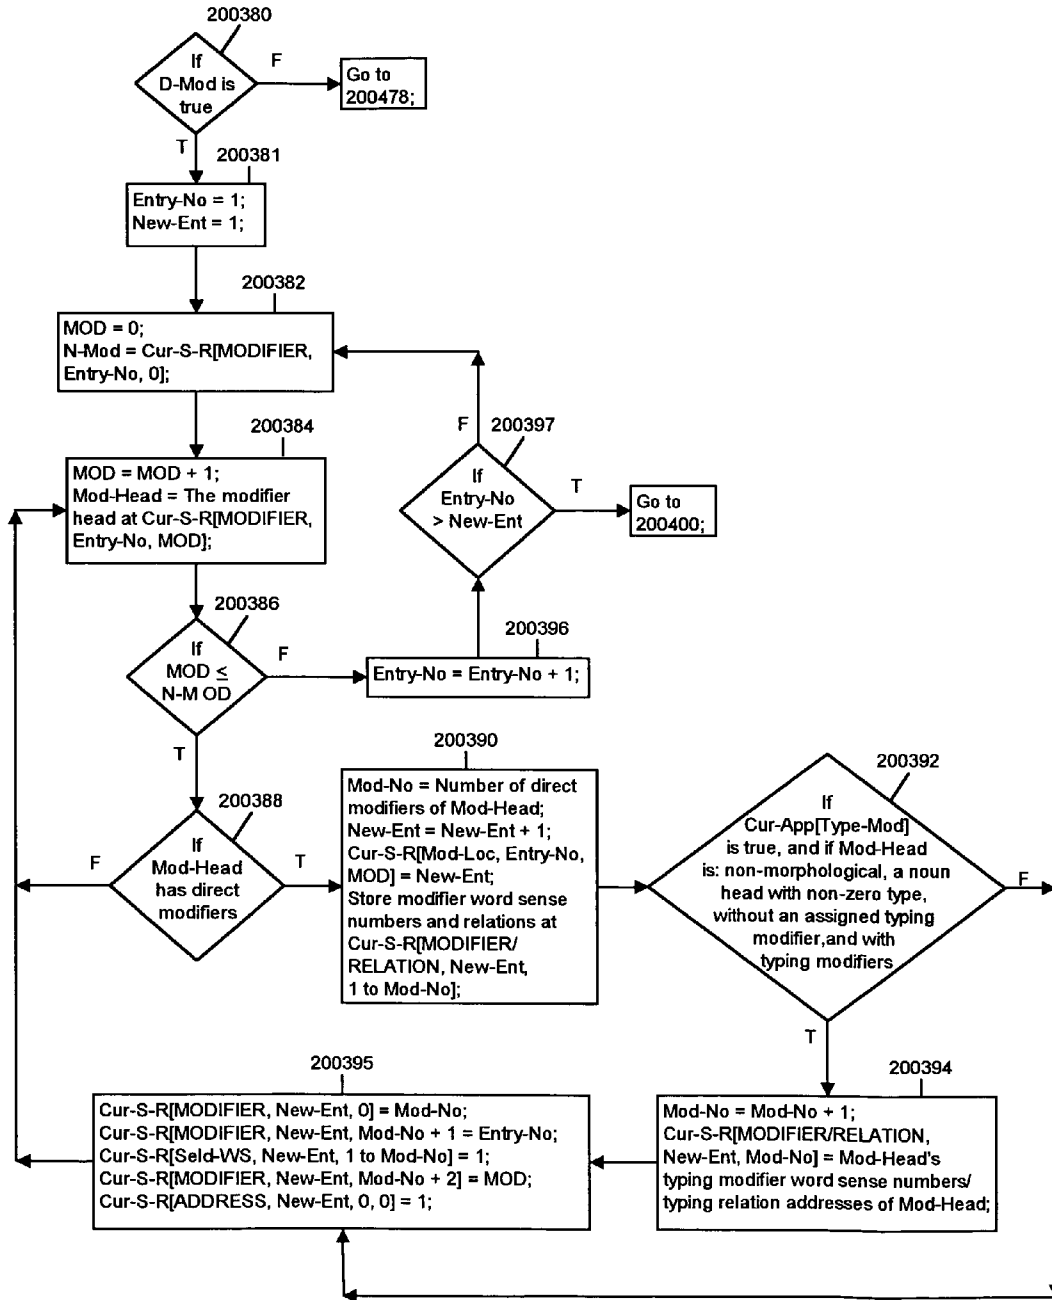 200380
If
D-Mod is
true
F
Go to
200478;
T
200381
Entry-No = 1;
New-Ent = 1;
200382
MOD = 0;
N-Mod = Cur-S-R[MODIFIER,
Entry-No, 0];
200384
MOD = MOD + 1;
Mod-Head = The modifier
head at Cur-S-R[MODIFIER,
Entry-No, MOD];
F
200397
If
Entry-No
> New-Ent
T
Go to
200400;
200386
If
MOD ≤
N-M OD
F
200396
Entry-No = Entry-No + 1;
T
200388
If
Mod-Head
has direct
modifiers
F
T
200390
Mod-No = Number of direct
modifiers of Mod-Head;
New-Ent = New-Ent + 1;
Cur-S-R[Mod-Loc, Entry-No,
MOD] = New-Ent;
Store modifier word sense
numbers and relations at
Cur-S-R[MODIFIER/
RELATION, New-Ent,
1 to Mod-No];
200392
If
Cur-App[Type-Mod]
is true, and if Mod-Head
is: non-morphological, a noun
head with non-zero type,
without an assigned typing
modifier,and with
typing modifiers
F
T
200394
Mod-No = Mod-No + 1;
Cur-S-R[MODIFIER/RELATION,
New-Ent, Mod-No] = Mod-Head's
typing modifier word sense numbers/
typing relation addresses of Mod-Head;
200395
Cur-S-R[MODIFIER, New-Ent, 0] = Mod-No;
Cur-S-R[MODIFIER, New-Ent, Mod-No + 1 = Entry-No;
Cur-S-R[Seld-WS, New-Ent, 1 to Mod-No] = 1;
Cur-S-R[MODIFIER, New-Ent, Mod-No + 2] = MOD;
Cur-S-R[ADDRESS, New-Ent, 0, 0] = 1;